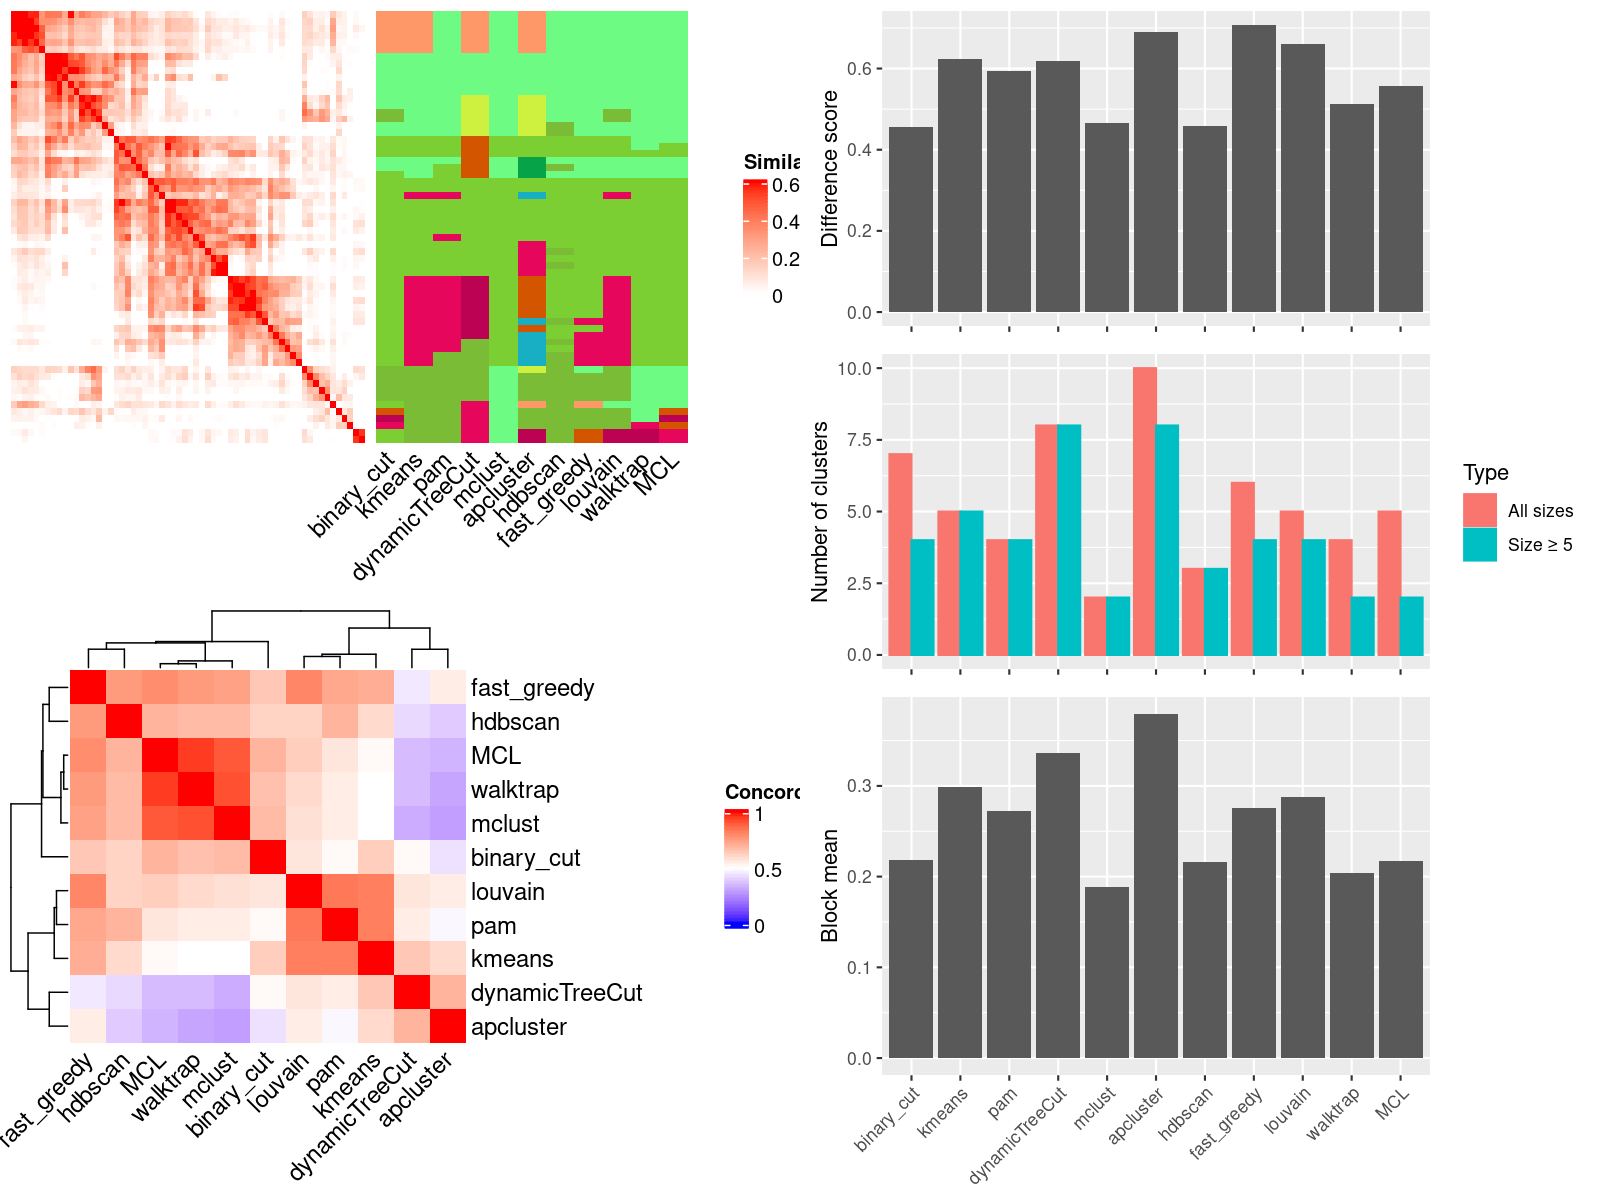 Simila
0.6
0.4
0.2
0
binary_cut
kmeans
pam
dynamicTreeCut
mclust
apcluster
hdbscan
fast_greedy
louvain
walktrap
MCL
fast_greedy
hdbscan
MCL
walktrap
mclust
binary_cut
louvain
pam
kmeans
dynamicTreeCut
apcluster
Concord
1
0.5
0
fast_greedy
hdbscan
MCL
walktrap
mclust
binary_cut
louvain
pam
kmeans
dynamicTreeCut
apcluster
Difference score
0.6
0.4
0.2
0.0
Number of clusters
10.0
7.5
5.0
2.5
0.0
Type
All sizes
Size ≥ 5
Block mean
0.3
0.2
0.1
0.0
binary_cut
kmeans
pam
dynamicTreeCut
mclust
apcluster
hdbscan
fast_greedy
louvain
walktrap
MCL